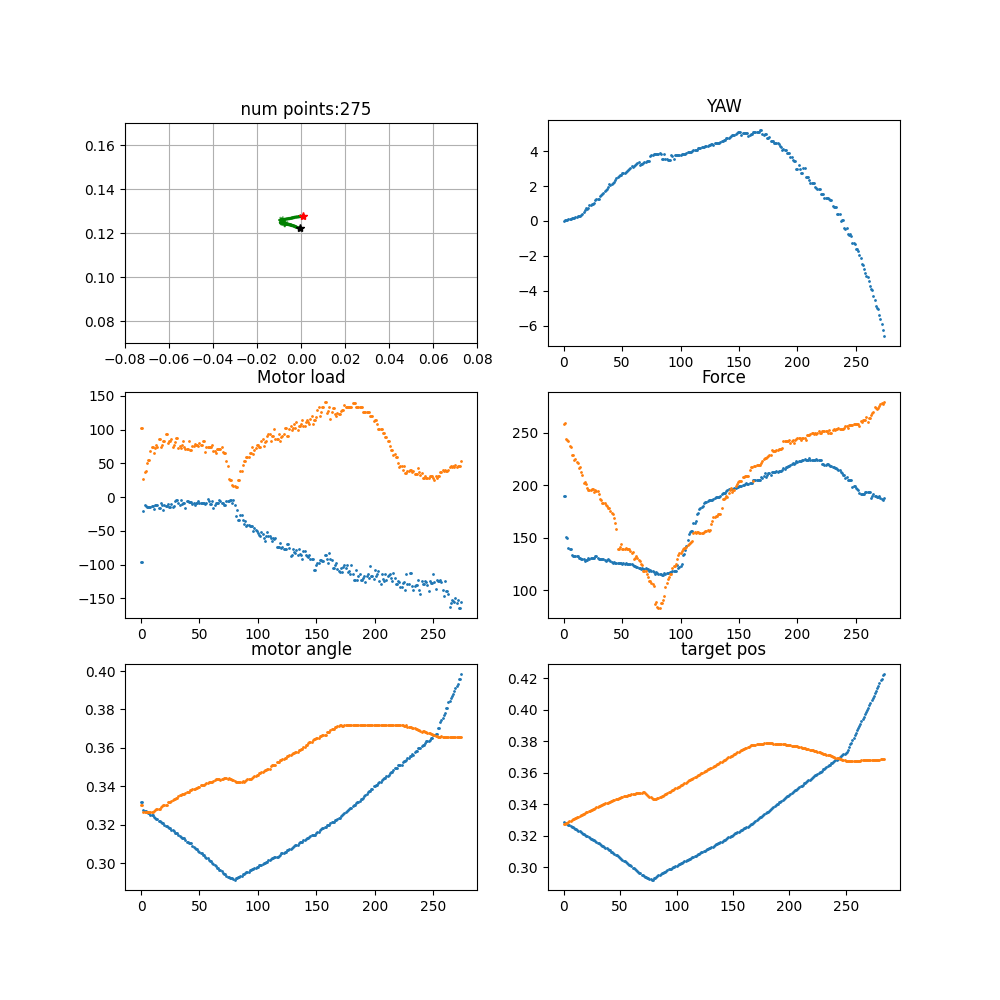 num points:275
0.16
0.14
0.12
0.10
0.08
−0.08 −0.06 −0.04 −0.02 0.00 0.02 0.04 0.06 0.08
YAW
4
2
0
−2
−4
−6
0 50 100 150 200 250
Motor load
150
100
50
0
−50
−100
−150
0 50 100 150 200 250
Force
250
200
150
100
0 50 100 150 200 250
motor angle
0.40
0.38
0.36
0.34
0.32
0.30
0 50 100 150 200 250
target pos
0.42
0.40
0.38
0.36
0.34
0.32
0.30
0 50 100 150 200 250